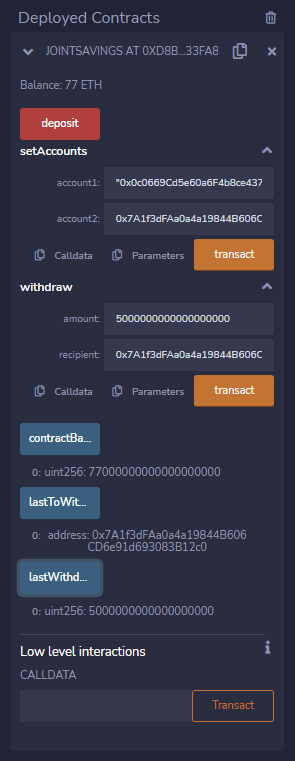 Deployed Contracts
JOINTSAVINGS AT 0XD8B...33FA8
Balance: 77 ETH
deposit
setAccounts
account1: "0x0c0669Cd5e60a6F4b8ce437
account2: 0x7A1f3dFAa0a4a19844B606C
Calldata Parameters transact
withdraw
amount: 5000000000000000000
recipient: 0x7A1f3dFAa0a4a19844B606C
Calldata Parameters transact
contractBa...
0: uint256: 77000000000000000000
lastToWit...
0: address: 0x7A1f3dFAa0a4a19844B606
CD6e91d693083B12c0
lastWithd...
0: uint256: 5000000000000000000
Low level interactions
i
CALLDATA
Transact